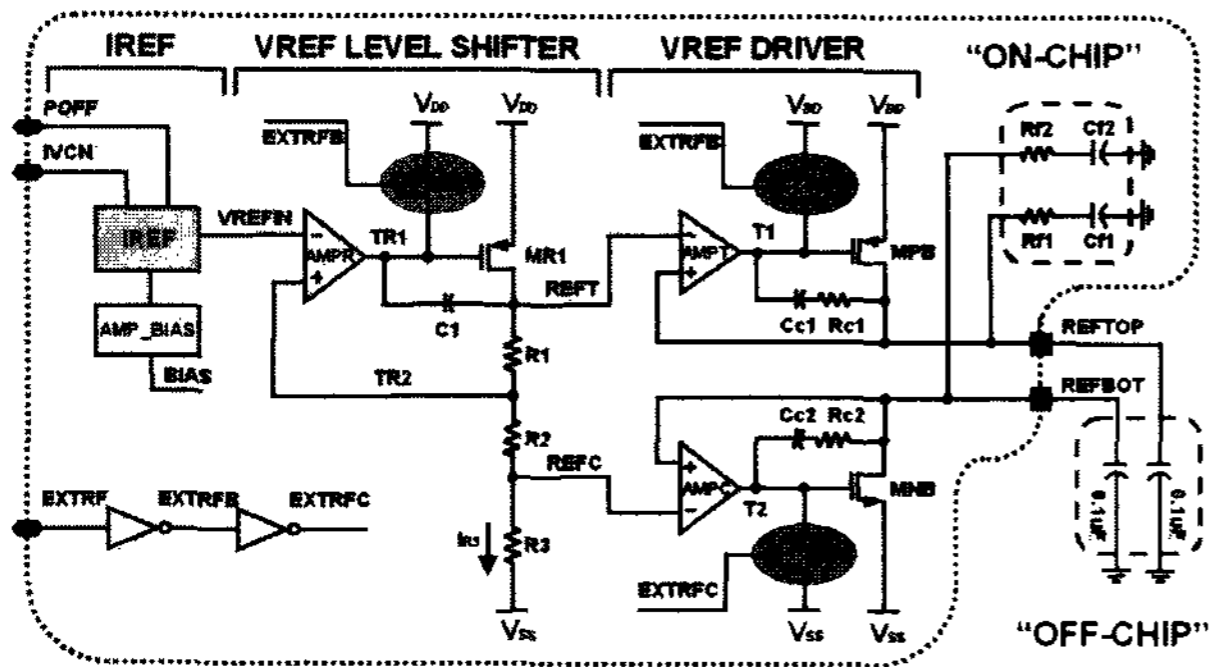 IREF
VREF LEVEL SHIFTER
VREF DRIVER
"ON-CHIP"
POFF
IVCN
IREF
VREFIN
AMP_BIAS
BIAS
EXTRFB
VDD
VDD
AMPR
-
+
TR1
MR1
C1
REFT
R1
TR2
R2
REFC
IR3
R3
VSS
EXTRF
EXTRFB
EXTRFC
EXTRFB
VDD
VDD
AMPT
-
+
T1
MPB
Cc1
Rc1
Cc2
Rc2
AMPC
+
-
T2
MNB
EXTRFC
VSS
VSS
Rf2
Cf2
Rf1
Cf1
REFTOP
REFBOT
0.1uF
0.1uF
"OFF-CHIP"